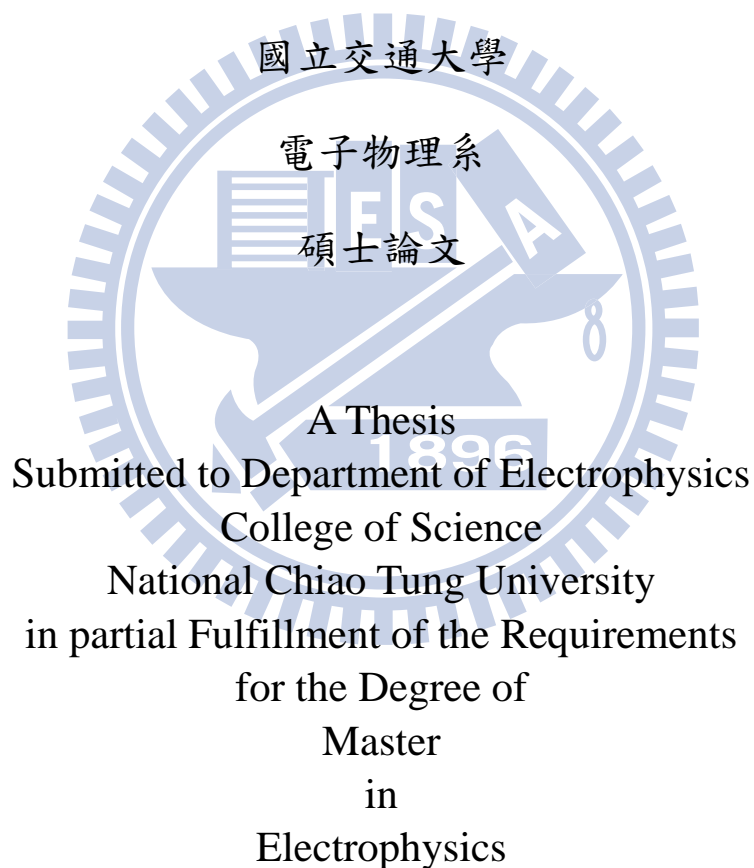 國立交通大學
電子物理系
碩士論文
E S A
1896
A Thesis
Submitted to Department of Electrophysics
College of Science
National Chiao Tung University
in partial Fulfillment of the Requirements
for the Degree of
Master
in
Electrophysics